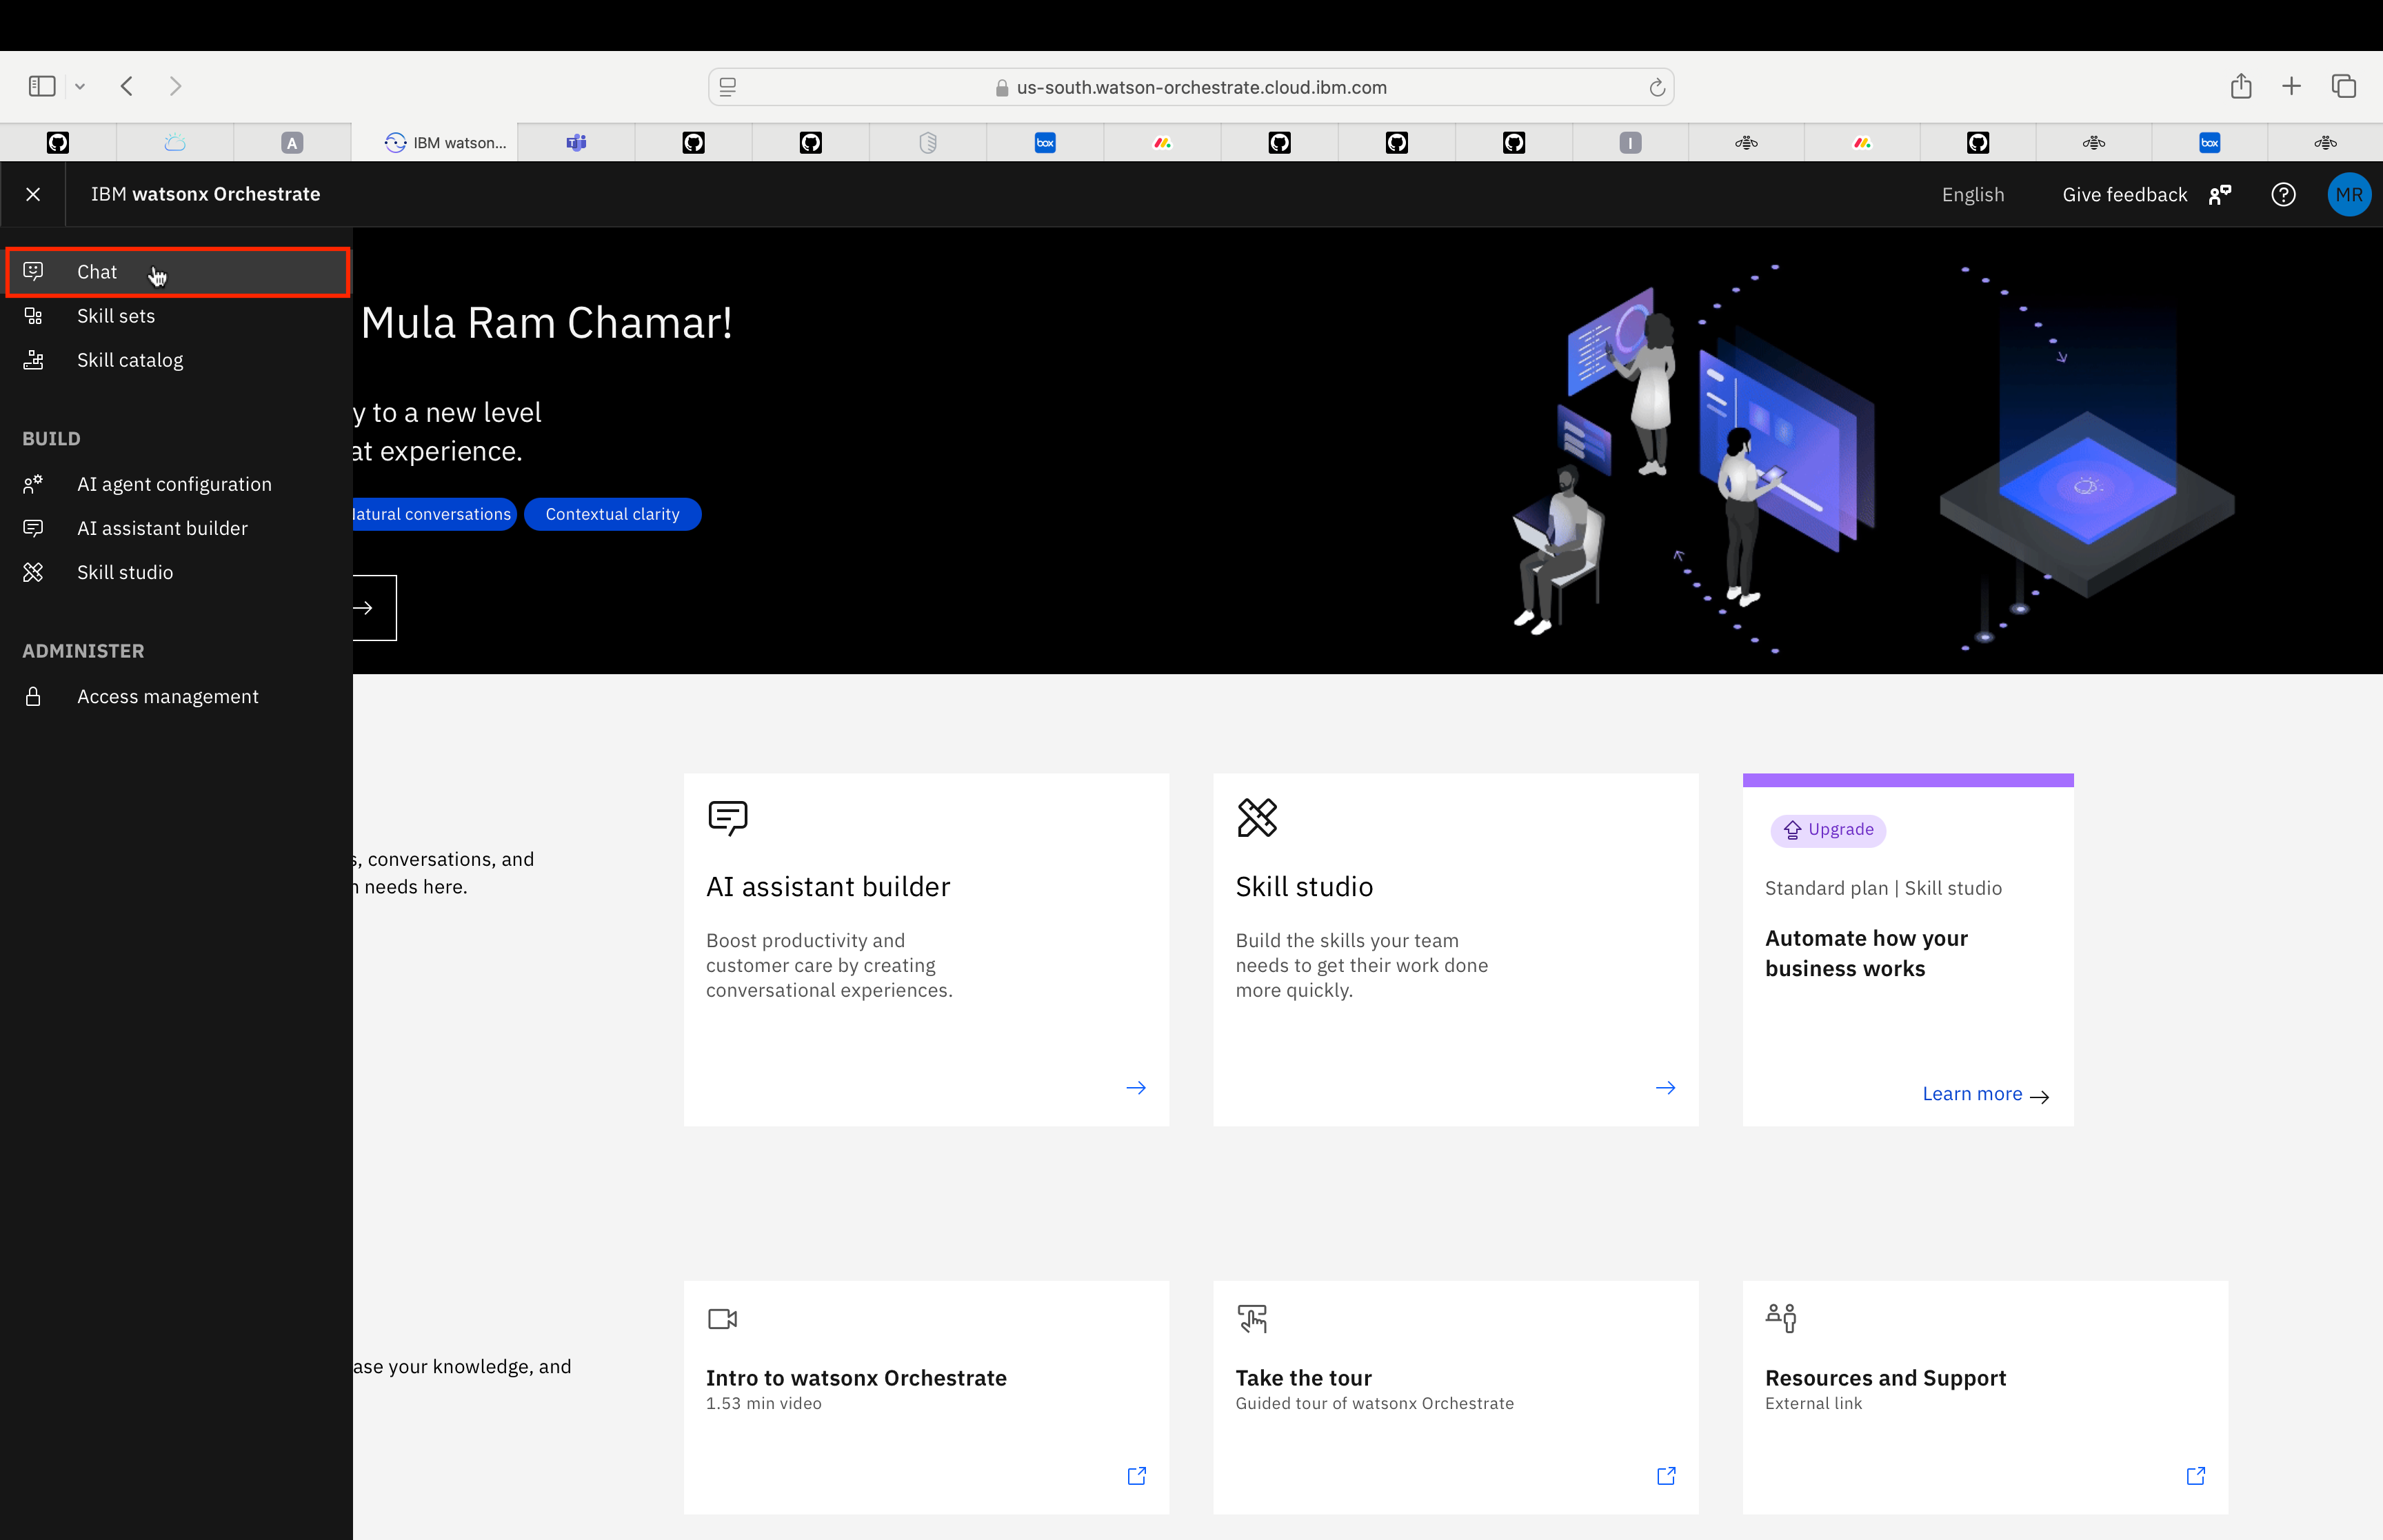 us-south.watson-orchestrate.cloud.ibm.com
A
IBM watson...
box
I
box
IBM watsonx Orchestrate
English
Give feedback
MR
Chat
Skill sets
Skill catalog
BUILD
AI agent configuration
AI assistant builder
Skill studio
ADMINISTER
Access management
Mula Ram Chamar!
y to a new level
at experience.
latural conversations
Contextual clarity
s, conversations, and
needs here.
AI assistant builder
Boost productivity and
customer care by creating
conversational experiences.
Skill studio
Build the skills your team
needs to get their work done
more quickly.
Upgrade
Standard plan | Skill studio
Automate how your
business works
Learn more
ase your knowledge, and
Intro to watsonx Orchestrate
1.53 min video
Take the tour
Guided tour of watsonx Orchestrate
Resources and Support
External link